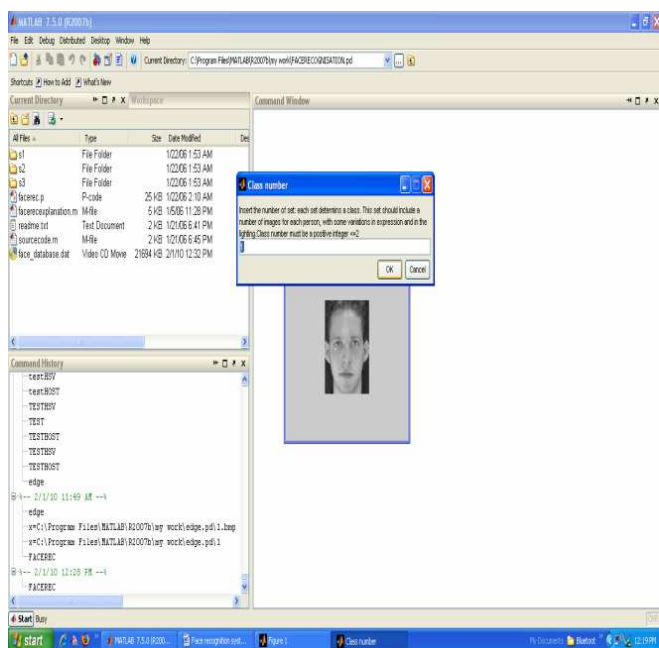 MATLAB 7.5.0 (R2007b)
File Edit Debug Distributed Desktop Window Help
Current Directory: C:\Program Files\MATLAB\R2007b\my work\FACERECOGNISATION.pd
Shortcuts How to Add What's New
Current Directory Workspace
Command Window
All Files Type Size Date Modified Des
s1 File Folder 1/22/06 1:53 AM
s2 File Folder 1/22/06 1:53 AM
s3 File Folder 1/22/06 1:53 AM
facerec.p P-code 25 KB 1/22/06 2:10 AM
facerecexplanation.m M-file 5 KB 1/5/06 11:28 PM
readme.txt Text Document 2 KB 1/21/06 6:41 PM
sourcecode.m M-file 2 KB 1/21/06 6:45 PM
face_database.dat Video CD Movie 21694 KB 2/1/10 12:32 PM
Class number
Insert the number of set: each set determins a class. This set should include a
number of images for each person, with some variations in expression and in the
lighting.Class number must be a positive integer <=2
OK Cancel
Command History
testHSV
testHOST
TESTHSV
TEST
TESTHOST
TESTHSV
TESTHOST
edge
%-- 2/1/10 11:49 AM --%
edge
x=C:\Program Files\MATLAB\R2007b\my work\edge.pd\1.bmp
x=C:\Program Files\MATLAB\R2007b\my work\edge.pd\1
FACEREC
%-- 2/1/10 12:28 PM --%
FACEREC
Start Busy
OVR
start MATLAB 7.5.0 (R200... Face recognition syst... Figure 1 Class number My Documents Bluetoot 12:19PM